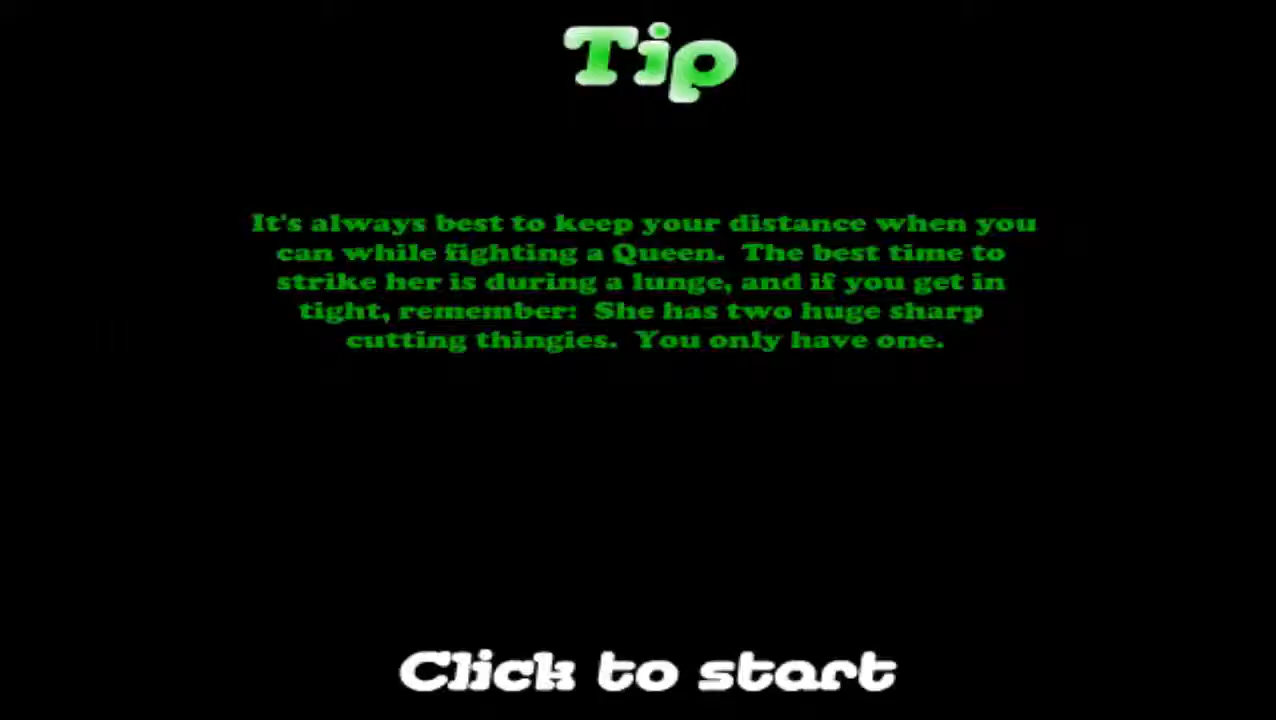 Tip
It's always best to keep your distance when you
can while fighting a Queen.  The best time to
strike her is during a lunge, and if you get in
tight, remember:  She has two huge sharp
cutting thingies.  You only have one.
Click to start